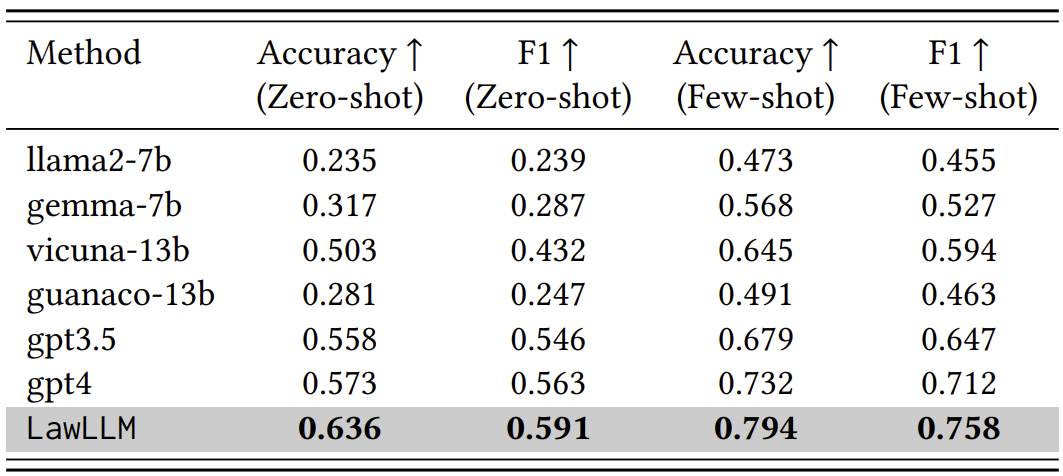 Method Accuracy ↑ F1 ↑ Accuracy ↑ F1 ↑
(Zero-shot) (Zero-shot) (Few-shot) (Few-shot)
llama2-7b 0.235 0.239 0.473 0.455
gemma-7b 0.317 0.287 0.568 0.527
vicuna-13b 0.503 0.432 0.645 0.594
guanaco-13b 0.281 0.247 0.491 0.463
gpt3.5 0.558 0.546 0.679 0.647
gpt4 0.573 0.563 0.732 0.712
LawLLM 0.636 0.591 0.794 0.758